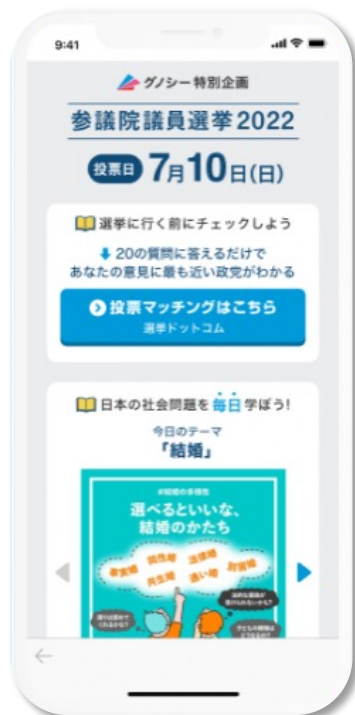 9:41
グノシー特別企画
参議院議員選挙2022
投票日 7月10日(日)
選挙に行く前にチェックしよう
20の質問に答えるだけで
あなたの意見に最も近い政党がわかる
投票マッチングはこちら
選挙ドットコム
日本の社会問題を毎日学ぼう!
今日のテーマ
「結婚」
#結婚の多様性
選べるといいな、
結婚のかたち
事実婚 同性婚 法律婚 別居婚
共生婚 通い婚